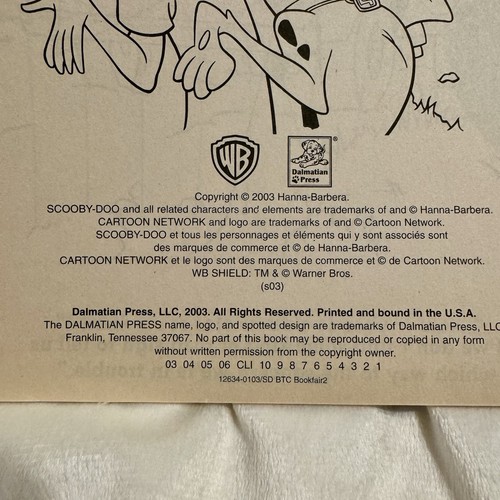 WB
Dalmatian
Press
®
Copyright © 2003 Hanna-Barbera.
SCOOBY-DOO and all related characters and elements are trademarks of and © Hanna-Barbera.
CARTOON NETWORK and logo are trademarks of and © Cartoon Network.
SCOOBY-DOO et tous les personnages et éléments qui y sont associés sont
des marques de commerce et © de Hanna-Barbera.
CARTOON NETWORK et le logo sont des marques de commerce et © de Cartoon Network.
WB SHIELD: TM & © Warner Bros.
(s03)
Dalmatian Press, LLC, 2003. All Rights Reserved. Printed and bound in the U.S.A.
The DALMATIAN PRESS name, logo, and spotted design are trademarks of Dalmatian Press, LLC
Franklin, Tennessee 37067. No part of this book may be reproduced or copied in any form
without written permission from the copyright owner.
03 04 05 06 CLI 10 9 8 7 6 5 4 3 2 1
12634-0103/SD BTC Bookfair2